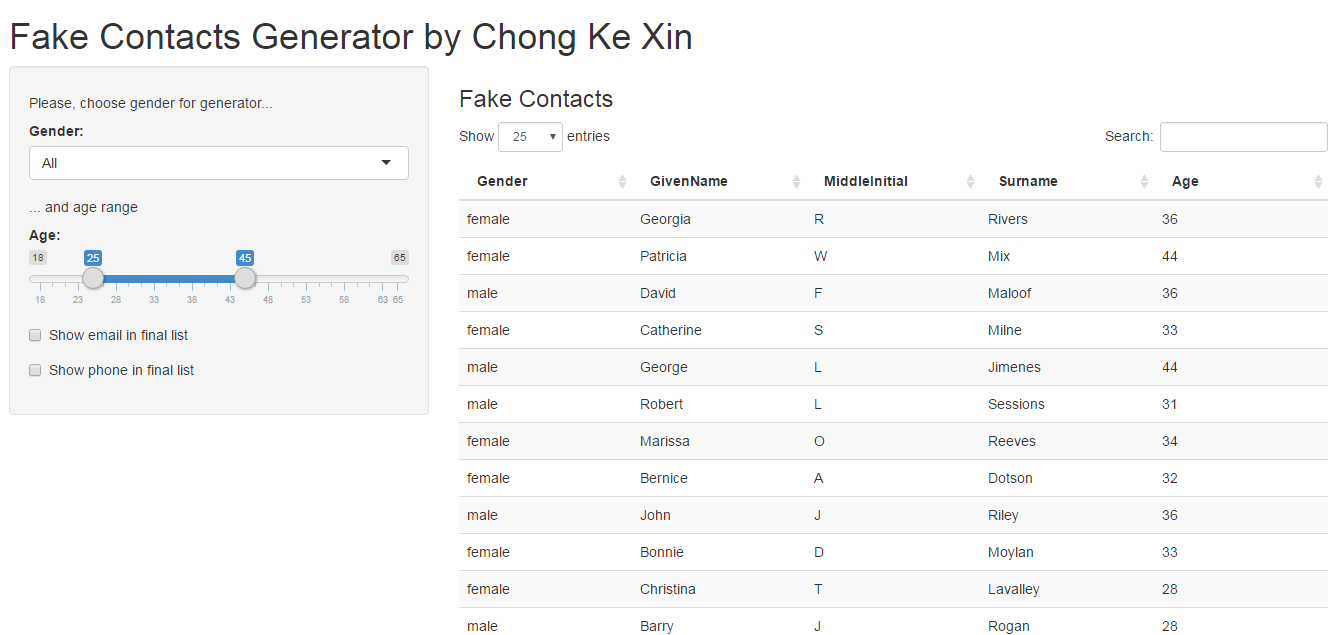 Fake Contacts Generator by Chong Ke Xin
Please, choose gender for generator...
Gender:
All
... and age range
Age:
18 25 45 65
18 23 28 33 38 43 48 53 58 63 65
Show email in final list
Show phone in final list
Fake Contacts
Show 25 entries Search:
Gender GivenName MiddleInitial Surname Age
female Georgia R Rivers 36
female Patricia W Mix 44
male David F Maloof 36
female Catherine S Milne 33
male George L Jimenes 44
male Robert L Sessions 31
female Marissa O Reeves 34
female Bernice A Dotson 32
male John J Riley 36
female Bonnie D Moylan 33
female Christina T Lavalley 28
male Barry J Rogan 28